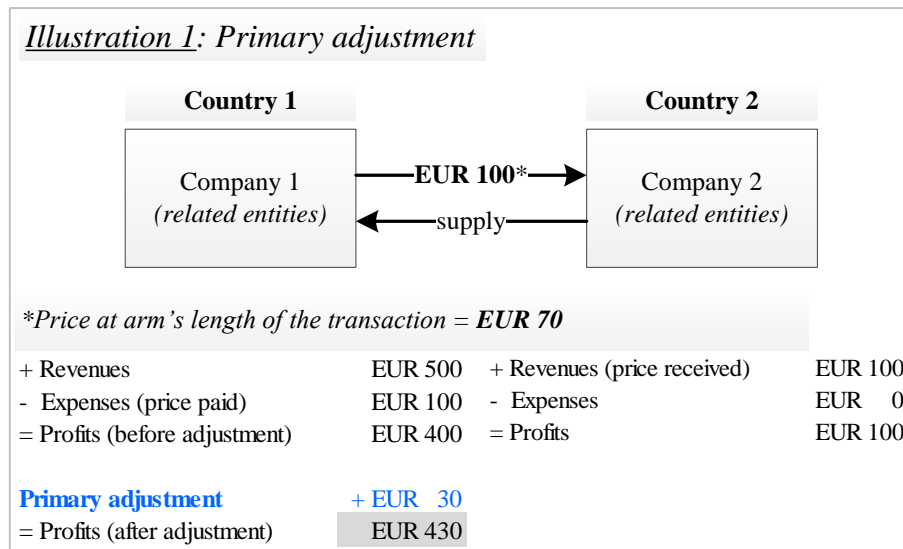 Illustration 1: Primary adjustment
Country 1 Country 2
Company 1 (related entities)
EUR 100*
supply
Company 2 (related entities)
*Price at arm's length of the transaction = EUR 70
+ Revenues EUR 500 + Revenues (price received) EUR 100
- Expenses (price paid) EUR 100 - Expenses EUR 0
= Profits (before adjustment) EUR 400 = Profits EUR 100
Primary adjustment + EUR 30
= Profits (after adjustment) EUR 430